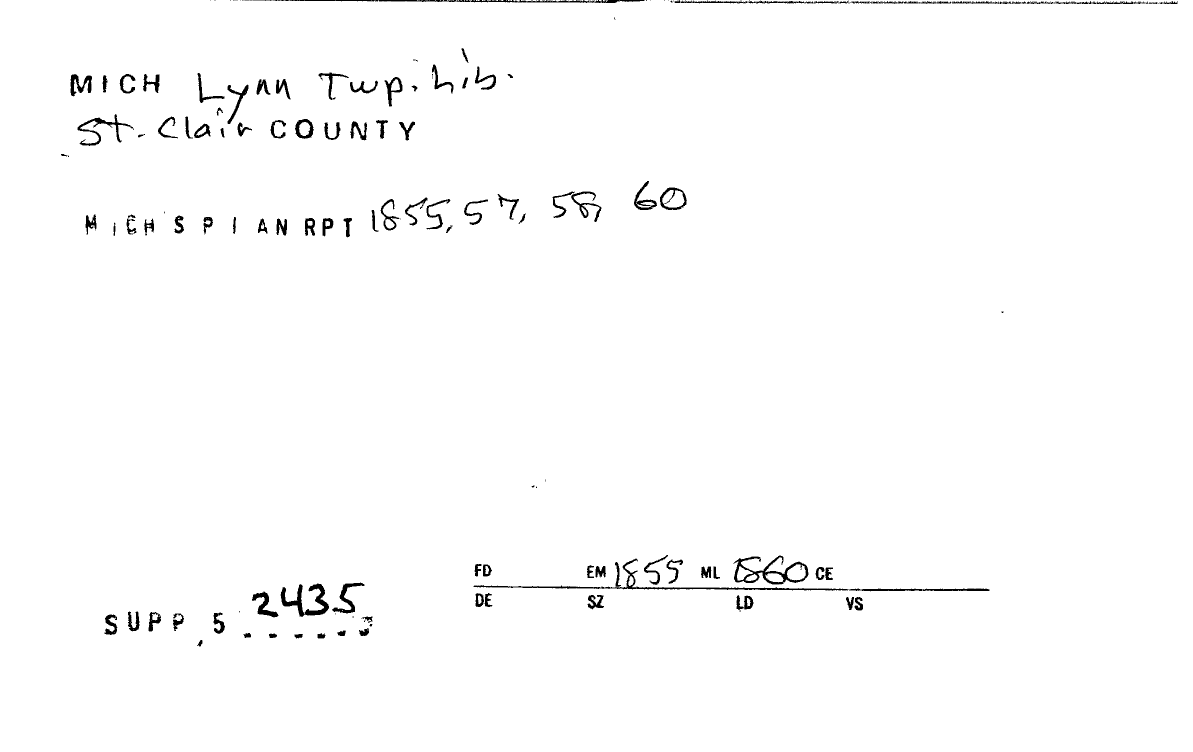 MICH Lynn Twp. Lib.
St. Clair COUNTY
MICH SPI AN RPT 1855, 57, 58, 60
FD EM 1855 ML 1860 CE
DE SZ LD VS
SUPP, 5 2435